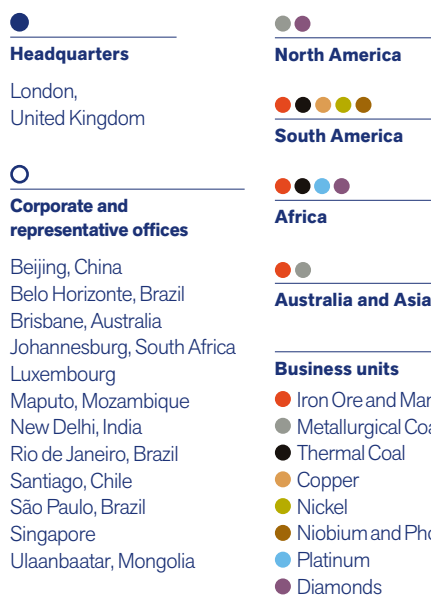 Headquarters
London,
United Kingdom
Corporate and
representative offices
Beijing, China
Belo Horizonte, Brazil
Brisbane, Australia
Johannesburg, South Africa
Luxembourg
Maputo, Mozambique
New Delhi, India
Rio de Janeiro, Brazil
Santiago, Chile
São Paulo, Brazil
Singapore
Ulaanbaatar, Mongolia
North America
South America
Africa
Australia and Asia
Business units
Iron Ore and
Metallurgical
Thermal Coal
Copper
Nickel
Niobium and
Platinum
Diamonds